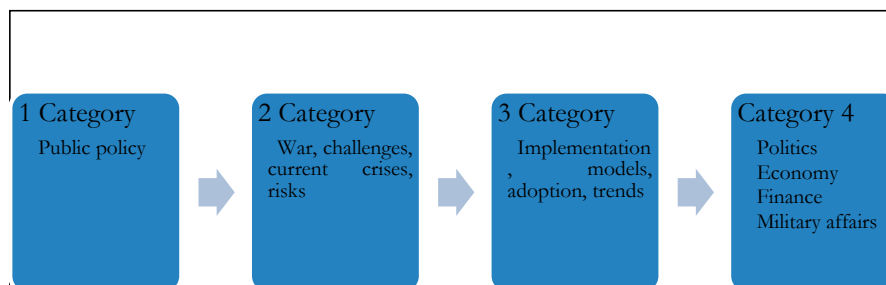 1 Category
Public policy
2 Category
War, challenges,
current crises,
risks
3 Category
Implementation
, models,
adoption, trends
Category 4
Politics
Economy
Finance
Military affairs